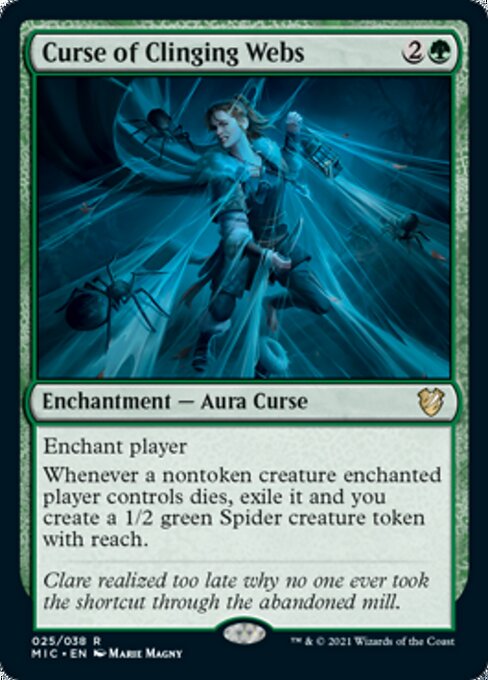 Curse of Clinging Webs 2
Enchantment — Aura Curse
Enchant player
Whenever a nontoken creature enchanted
player controls dies, exile it and you
create a 1/2 green Spider creature token
with reach.
Clare realized too late why no one ever took
the shortcut through the abandoned mill.
025/038 R
MIC • EN Marie Magny
™ & © 2021 Wizards of the Coast